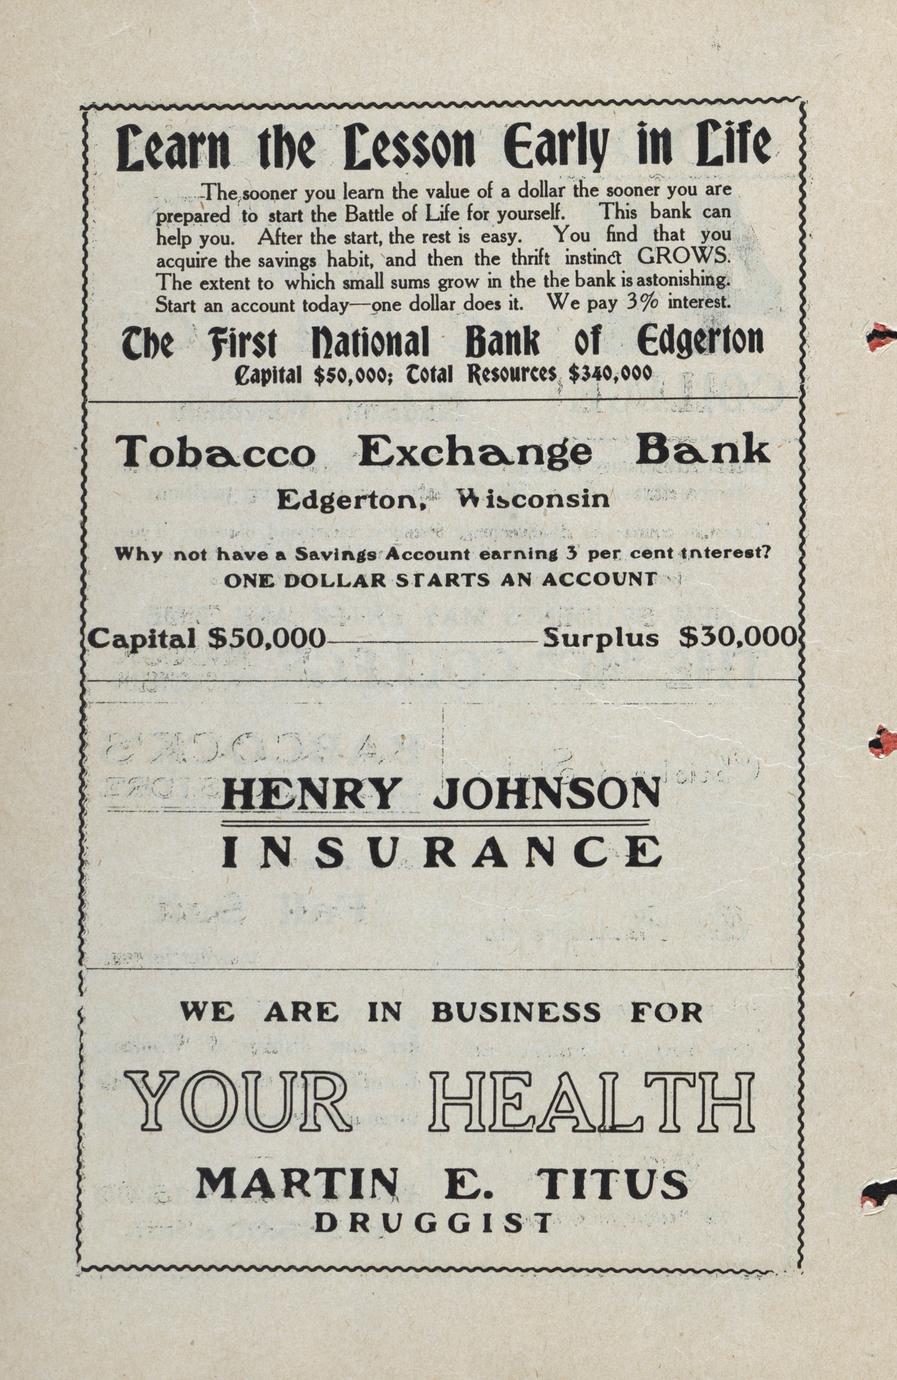 Learn the Lesson Early in Life
The sooner you learn the value of a dollar the sooner you are
prepared to start the Battle of Life for yourself. This bank can
help you. After the start, the rest is easy. You find that you
acquire the savings habit, and then the thrift instinct GROWS.
The extent to which small sums grow in the the bank is astonishing.
Start an account today—one dollar does it. We pay 3% interest.
The First National Bank of Edgerton
Capital $50,000; Total Resources $340,000
Tobacco Exchange Bank
Edgerton, Wisconsin
Why not have a Savings Account earning 3 per cent interest?
ONE DOLLAR STARTS AN ACCOUNT
Capital $50,000 Surplus $30,000
HENRY JOHNSON
INSURANCE
WE ARE IN BUSINESS FOR
YOUR HEALTH
MARTIN E. TITUS
DRUGGIST